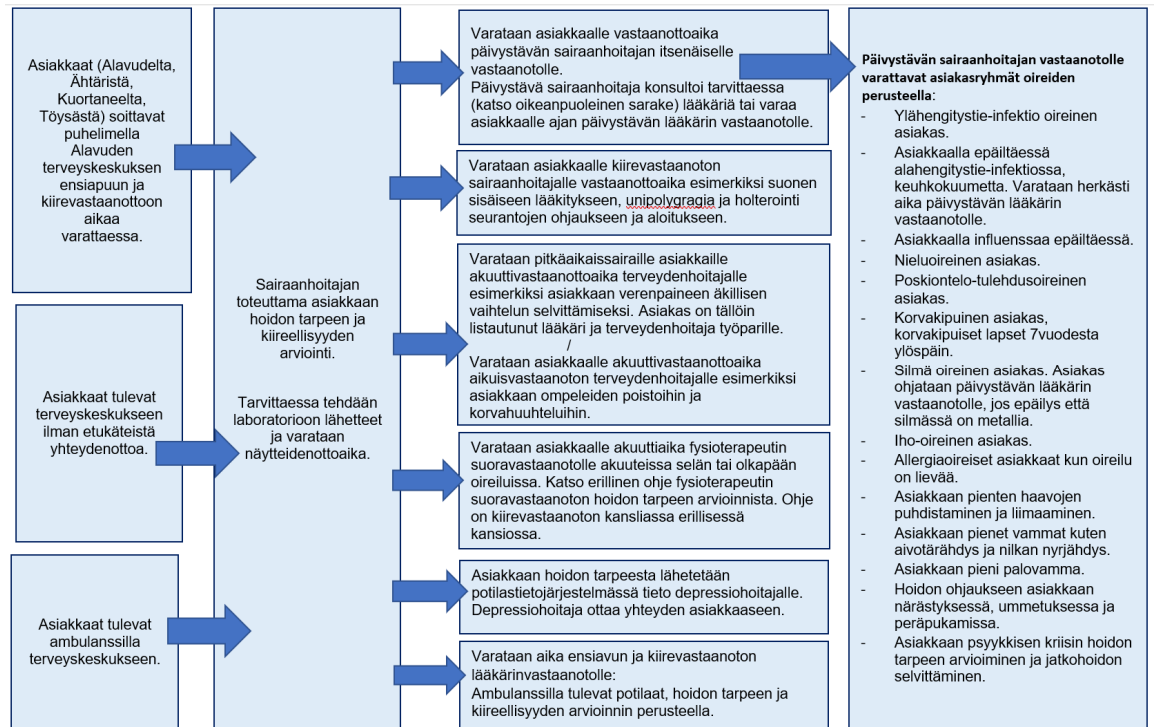 Asiakkaat (Alavudelta,
Ähtäristä,
Kuortaneelta,
Töysästä) soittavat
puhelimella
Alavuden
terveyskeskuksen
ensiapuun ja
kiirevastaanottoon
aikaa
varattaessa.
Asiakkaat tulevat
terveyskeskukseen
ilman etukäteistä
yhteydenottoa.
Asiakkaat tulevat
ambulanssilla
terveyskeskukseen.
Sairaanhoitajan
toteuttama asiakkaan
hoidon tarpeen ja
kiireellisyyden
arviointi.
Tarvittaessa tehdään
laboratorioon lähetteet
ja varataan
näytteidenottoaika.
Varataan asiakkaalle vastaanottoaika
päivystävän sairaanhoitajan itsenäiselle
vastaanotolle.
Päivystävä sairaanhoitaja konsultoi tarvittaessa
(katso oikeanpuoleinen sarake) lääkäriä tai varaa
asiakkaalle ajan päivystävän lääkärin vastaanotolle.
Varataan asiakkaalle kiirevastaanoton
sairaanhoitajalle vastaanottoaika esimerkiksi suonen
sisäiseen lääkitykseen, unipolygragia ja holterointi
seurantojen ohjaukseen ja aloitukseen.
Varataan pitkäaikaissairaille asiakkaille
akuuttivastaanottoaika terveydenhoitajalle
esimerkiksi asiakkaan verenpaineen äkillisen
vaihtelun selvittämiseksi. Asiakas on tällöin
listautunut lääkäri ja terveydenhoitaja työparille.
/
Varataan asiakkaalle akuuttivastaanottoaika
aikuisvastaanoton terveydenhoitajalle esimerkiksi
asiakkaan ompeleiden poistoihin ja
korvahuuhteluihin.
Varataan asiakkaalle akuuttiaika fysioterapeutin
suoravastaanotolle akuuteissa selän tai olkapään
oireiluissa. Katso erillinen ohje fysioterapeutin
suoravastaanoton hoidon tarpeen arvioinnista. Ohje
on kiirevastaanoton kansliassa erillisessä
kansiossa.
Asiakkaan hoidon tarpeesta lähetetään
potilastietojärjestelmässä tieto depressiohoitajalle.
Depressiohoitaja ottaa yhteyden asiakkaaseen.
Varataan aika ensiavun ja kiirevastaanoton
lääkärinvastaanotolle:
Ambulanssilla tulevat potilaat, hoidon tarpeen ja
kiireellisyyden arvioinnin perusteella.
Päivystävän sairaanhoitajan vastaanotolle
varattavat asiakasryhmät oireiden
perusteella:
- Ylähengitystie-infektio oireinen
asiakas.
- Asiakkaalla epäiltäessä
alahengitystie-infektiossa,
keuhkokuumetta. Varataan herkästi
aika päivystävän lääkärin
vastaanotolle.
- Asiakkaalla influenssaa epäiltäessä.
- Nieluoireinen asiakas.
- Poskiontelo-tulehdusoireinen
asiakas.
- Korvakipuinen asiakas,
korvakipuiset lapset 7vuodesta
ylöspäin.
- Silmä oireinen asiakas. Asiakas
ohjataan päivystävän lääkärin
vastaanotolle, jos epäilys että
silmässä on metallia.
- Iho-oireinen asiakas.
- Allergiaoireiset asiakkaat kun oireilu
on lievää.
- Asiakkaan pienten haavojen
puhdistaminen ja liimaaminen.
- Asiakkaan pienet vammat kuten
aivotärähdys ja nilkan nyrjähdys.
- Asiakkaan pieni palovamma.
- Hoidon ohjaukseen asiakkaan
närästyksessä, ummetuksessa ja
peräpukamissa.
- Asiakkaan psyykkisen kriisin hoidon
tarpeen arvioiminen ja jatkohoidon
selvittäminen.